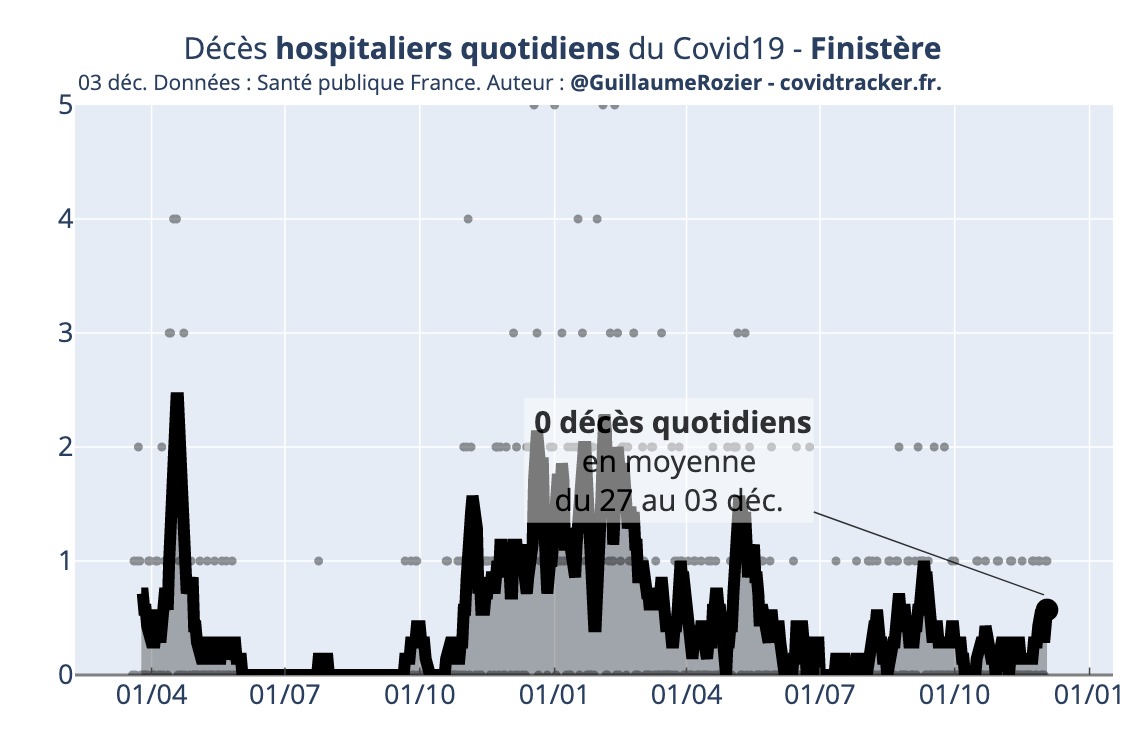 Décès hospitaliers quotidiens du Covid19 - Finistère
03 déc. Données : Santé publique France. Auteur : @GuillaumeRozier - covidtracker.fr.
5
4
3
2
1
0
0 décès quotidiens
en moyenne
du 27 au 03 déc.
01/04 01/07 01/10 01/01 01/04 01/07 01/10 01/01